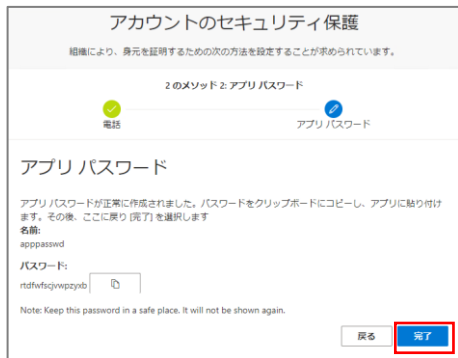 アカウントのセキュリティ保護
組織により、身元を証明するための次の方法を設定することが求められています。
2 のメソッド 2: アプリ パスワード
電話
アプリ パスワード
アプリ パスワード
アプリ パスワードが正常に作成されました。パスワードをクリップボードにコピーし、アプリに貼り付け
ます。その後、ここに戻り [完了] を選択します
名前:
apppasswd
パスワード:
rtdfwfscjvwpzyxb
Note: Keep this password in a safe place. It will not be shown again.
戻る
完了